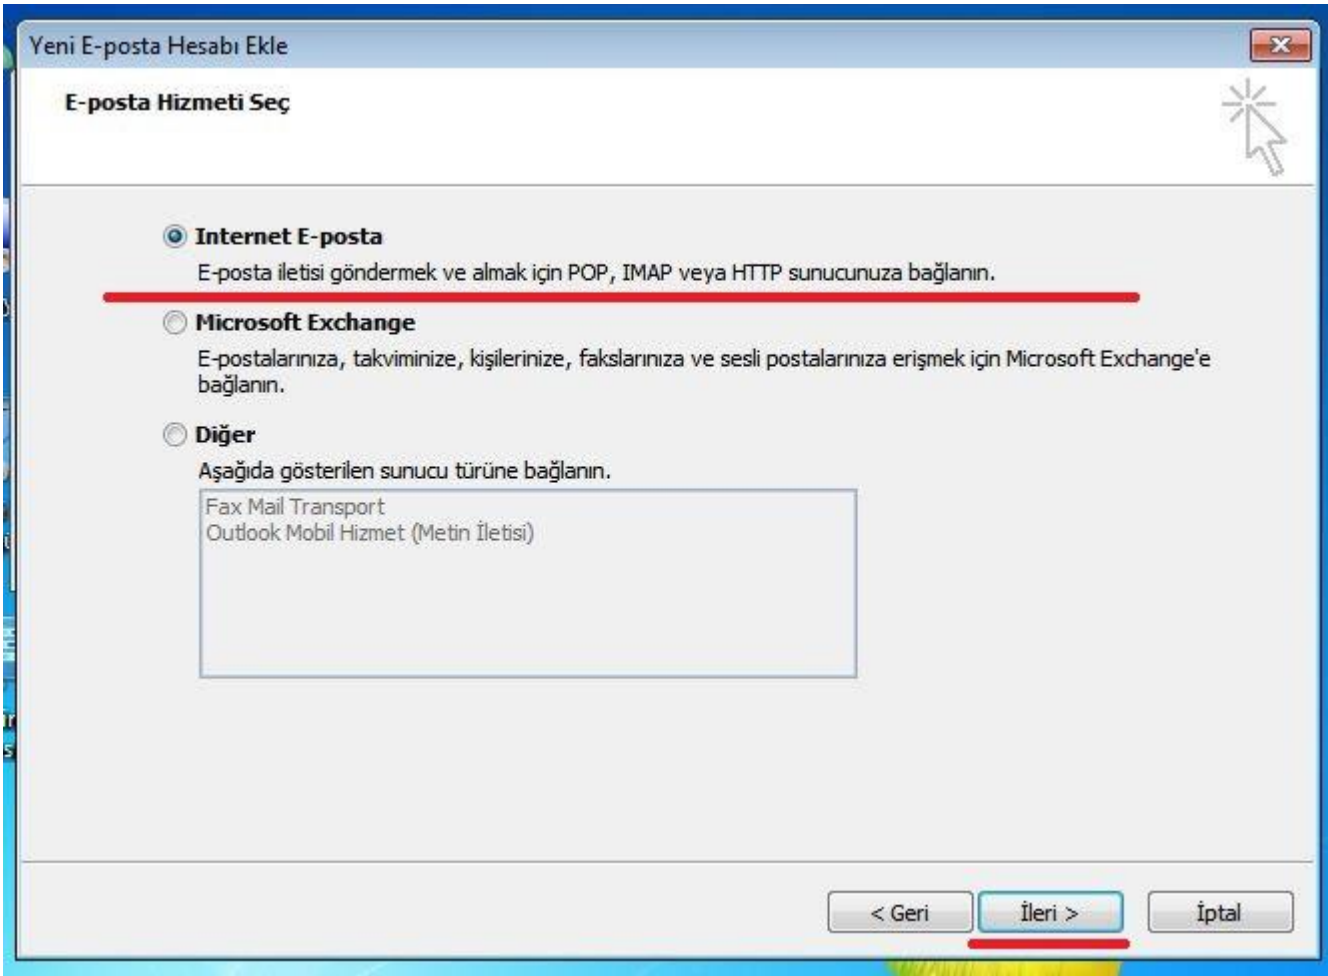 Yeni E-posta Hesabı Ekle
E-posta Hizmeti Seç
Internet E-posta
E-posta iletisi göndermek ve almak için POP, IMAP veya HTTP sunucunuza bağlanın.
Microsoft Exchange
E-postalarınıza, takviminize, kişilerinize, fakslarınıza ve sesli postalarınıza erişmek için Microsoft Exchange'e
bağlanın.
Diğer
Aşağıda gösterilen sunucu türüne bağlanın.
Fax Mail Transport
Outlook Mobil Hizmet (Metin İletisi)
< Geri
İleri >
İptal